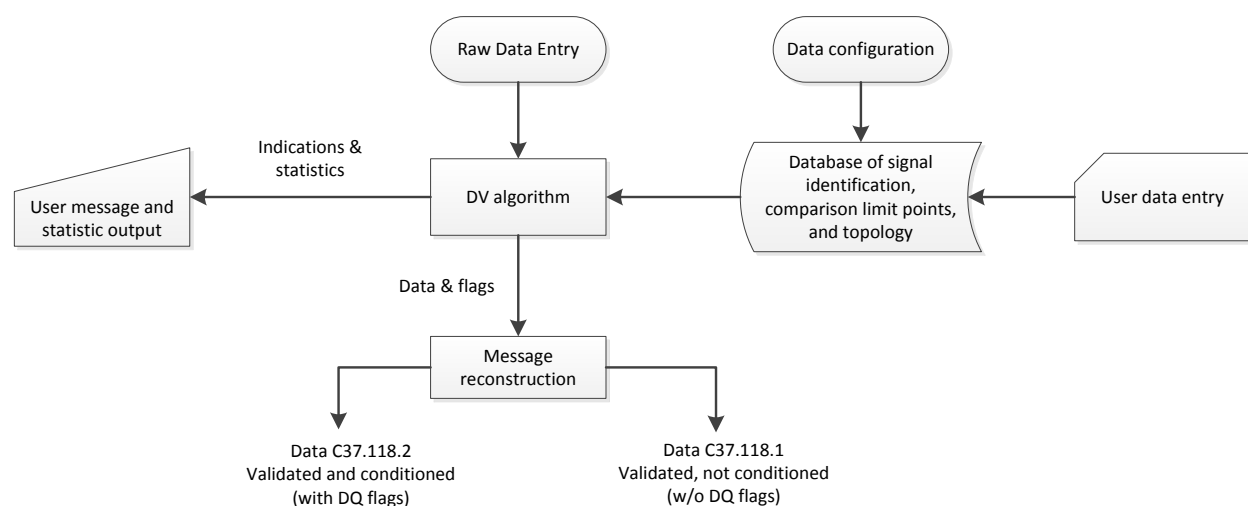 Raw Data Entry
Data configuration
Indications &
statistics
User message and
statistic output
DV algorithm
Database of signal
identification,
comparison limit points,
and topology
User data entry
Data & flags
Message
reconstruction
Data C37.118.2
Validated and conditioned
(with DQ flags)
Data C37.118.1
Validated, not conditioned
(w/o DQ flags)